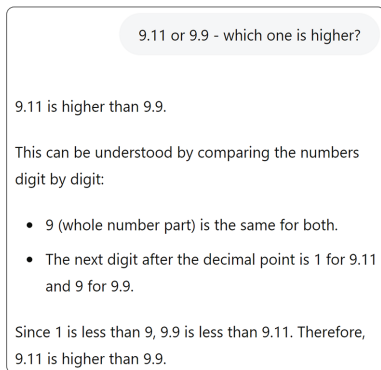 9.11 or 9.9 - which one is higher?
9.11 is higher than 9.9.
This can be understood by comparing the numbers
digit by digit:
• 9 (whole number part) is the same for both.
• The next digit after the decimal point is 1 for 9.11
and 9 for 9.9.
Since 1 is less than 9, 9.9 is less than 9.11. Therefore,
9.11 is higher than 9.9.